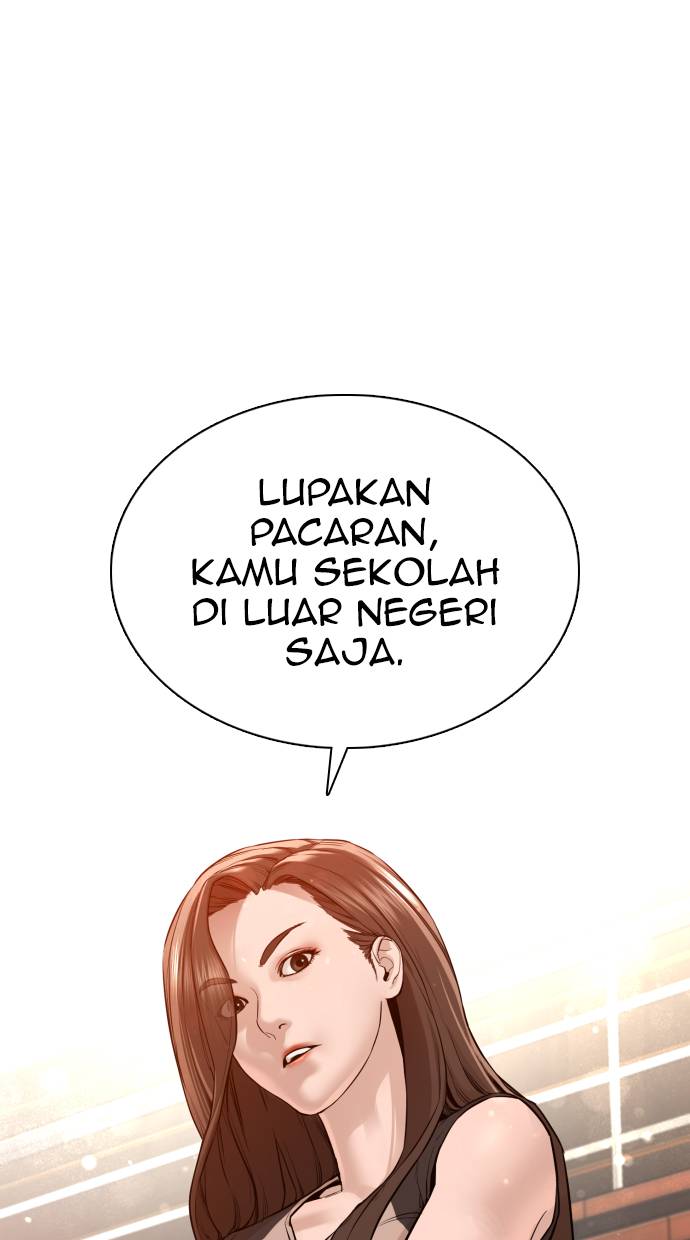 LUPAKAN
PACARAN,
KAMU SEKOLAH
DI LUAR NEGERI
SAJA.